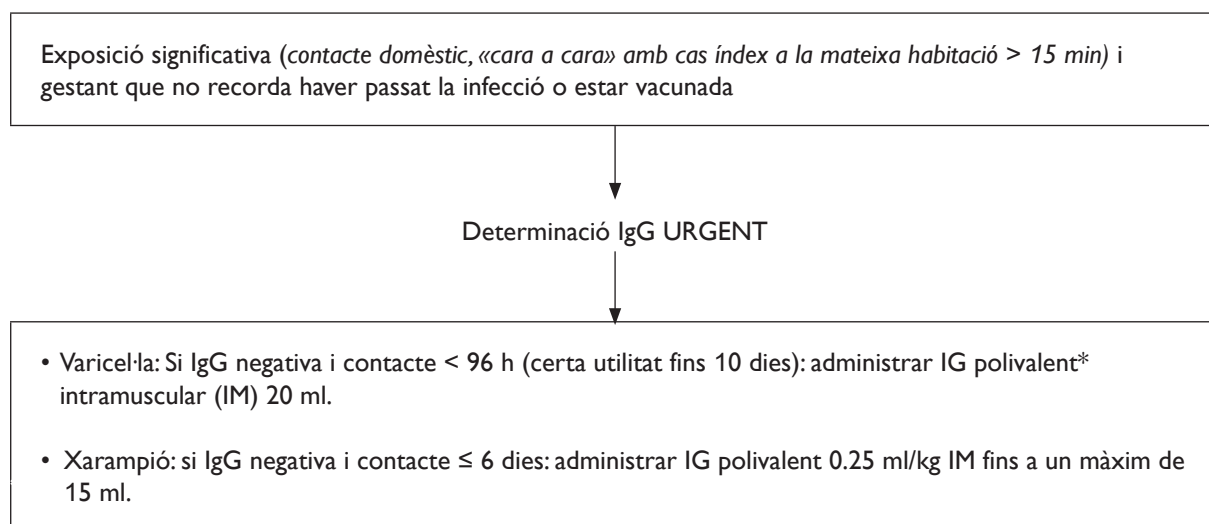 Exposició significativa (contacte domèstic, «cara a cara» amb cas índex a la mateixa habitació > 15 min) i
gestant que no recorda haver passat la infecció o estar vacunada
Determinació IgG URGENT
• Varicel·la: Si IgG negativa i contacte < 96 h (certa utilitat fins 10 dies): administrar IG polivalent*
intramuscular (IM) 20 ml.
• Xarampió: si IgG negativa i contacte ≤ 6 dies: administrar IG polivalent 0.25 ml/kg IM fins a un màxim de
15 ml.